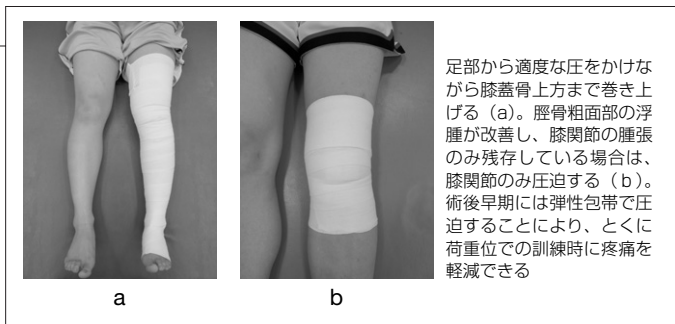 足部から適度な圧をかけな
がら膝蓋骨上方まで巻き上
げる（a）。脛骨粗面部の浮
腫が改善し、膝関節の腫張
のみ残存している場合は、
膝関節のみ圧迫する（b）。
術後早期には弾性包帯で圧
迫することにより、とくに
荷重位での訓練時に疼痛を
軽減できる
a
b